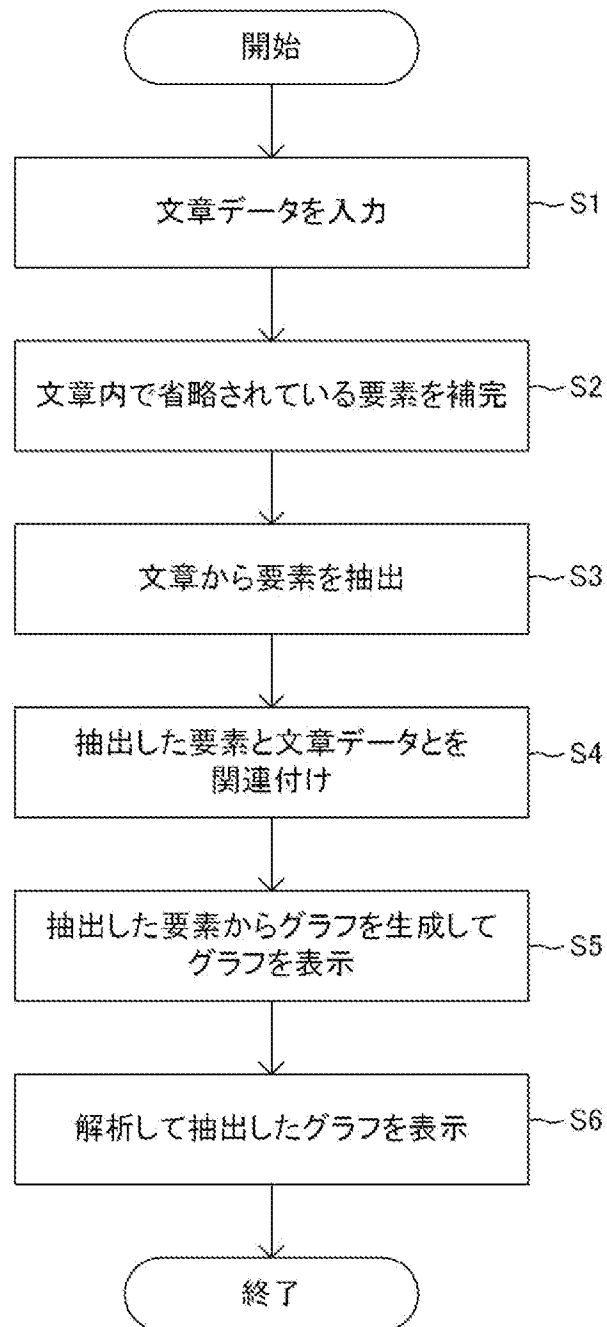 開始
文章データを入力
S1
文章内で省略されている要素を補完
S2
文章から要素を抽出
S3
抽出した要素と文章データとを
関連付け
S4
抽出した要素からグラフを生成して
グラフを表示
S5
解析して抽出したグラフを表示
S6
終了